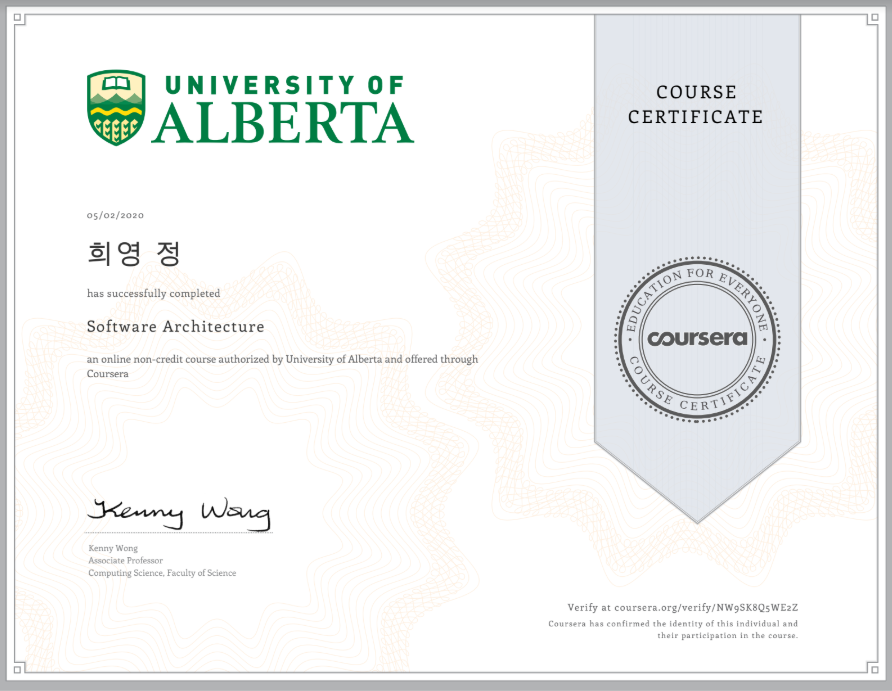 UNIVERSITY OF
ALBERTA
COURSE
CERTIFICATE
05/02/2020
희영 정
has successfully completed
Software Architecture
an online non-credit course authorized by University of Alberta and offered through
Coursera
EDUCATION FOR EVERYONE
coursera
COURSE CERTIFICATE
Kenny Wong
Kenny Wong
Associate Professor
Computing Science, Faculty of Science
Verify at coursera.org/verify/NW9SK8Q5WE2Z
Coursera has confirmed the identity of this individual and
their participation in the course.